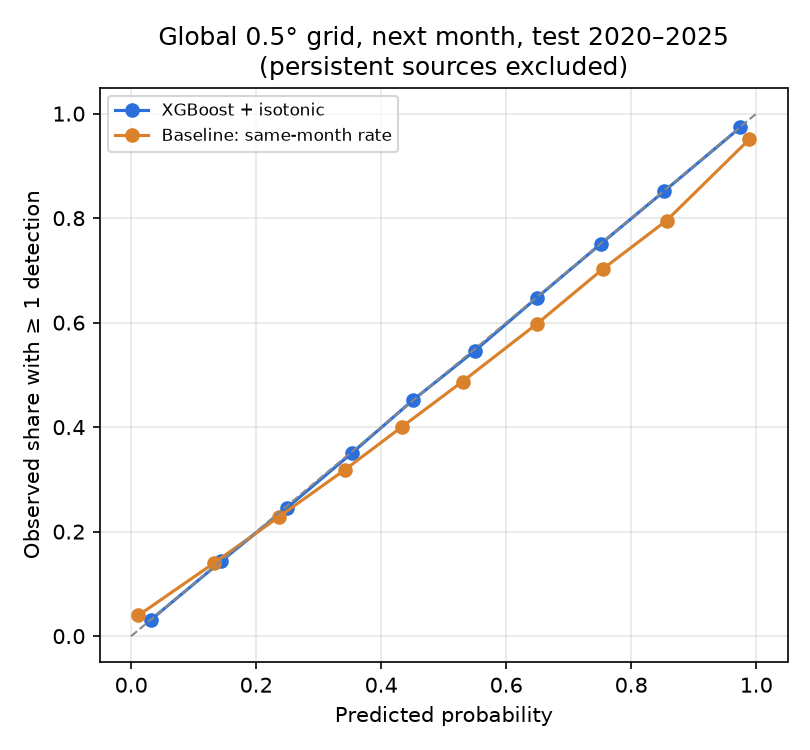 Global 0.5° grid, next month, test 2020–2025
(persistent sources excluded)
XGBoost + isotonic
Baseline: same-month rate
Observed share with ≥ 1 detection
1.0
0.8
0.6
0.4
0.2
0.0
0.0 0.2 0.4 0.6 0.8 1.0
Predicted probability